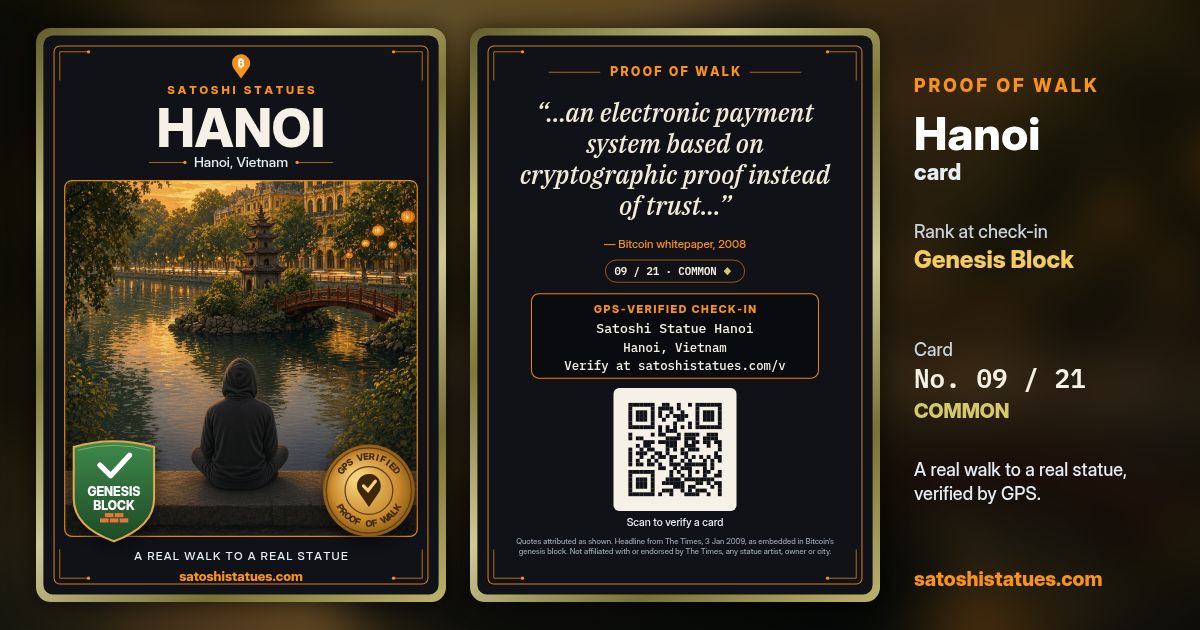 ₿
SATOSHI STATUES
HANOI
Hanoi, Vietnam
GENESIS
BLOCK
GPS VERIFIED
PROOF OF WALK
A REAL WALK TO A REAL STATUE
satoshistatues.com
PROOF OF WALK
“...an electronic payment
system based on
cryptographic proof instead
of trust...”
— Bitcoin whitepaper, 2008
09 / 21 · COMMON ◆
GPS-VERIFIED CHECK-IN
Satoshi Statue Hanoi
Hanoi, Vietnam
Verify at satoshistatues.com/v
Scan to verify a card
Quotes attributed as shown. Headline from The Times, 3 Jan 2009, as embedded in Bitcoin's
genesis block. Not affiliated with or endorsed by The Times, any statue artist, owner or city.
PROOF OF WALK
Hanoi
card
Rank at check-in
Genesis Block
Card
No. 09 / 21
COMMON
A real walk to a real statue,
verified by GPS.
satoshistatues.com